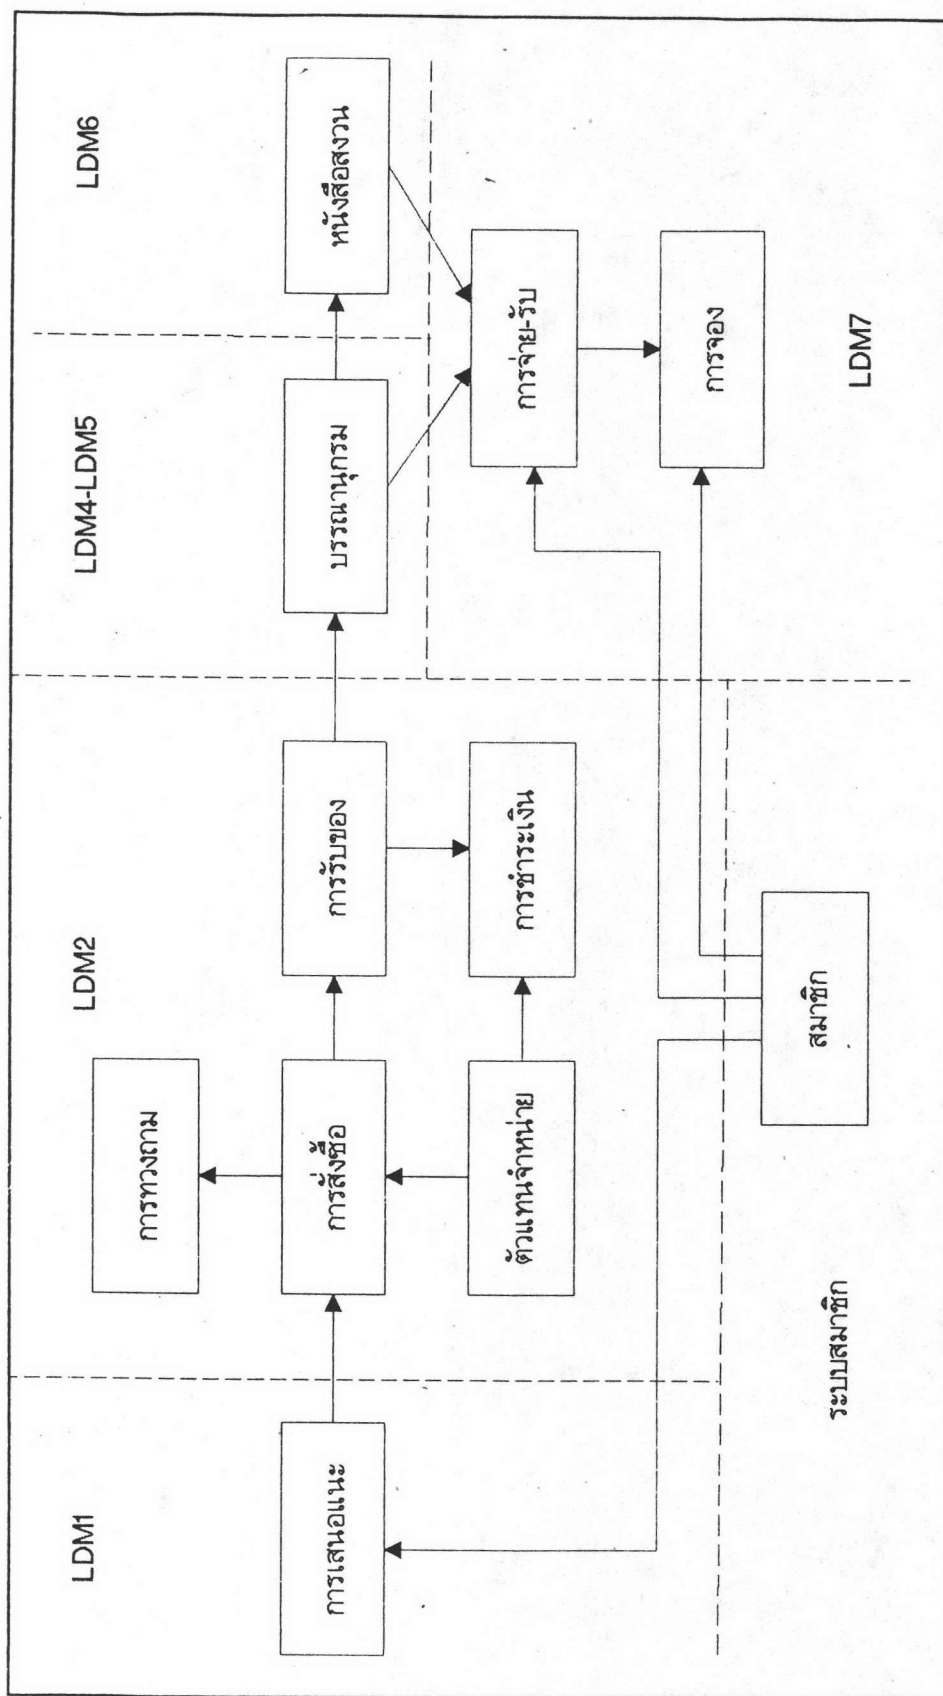 LDM1
LDM2
LDM4-LDM5
LDM6
การทวงถาม
การเสนอแนะ
การสั่งซื้อ
การรับของ
บรรณานุกรม
หนังสือสงวน
ตัวแทนจำหน่าย
การชำระเงิน
การจ่าย-รับ
การจอง
สมาชิก
ระบบสมาชิก
LDM7